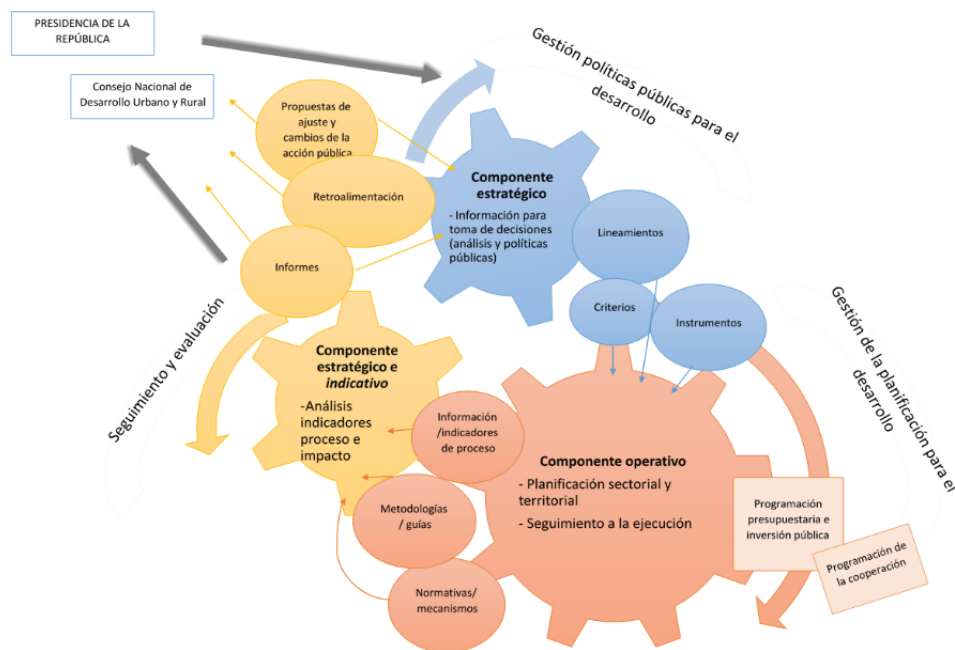 PRESIDENCIA DE LA
REPÚBLICA
Consejo Nacional de
Desarrollo Urbano y Rural
Gestión políticas públicas para el
desarrollo
Propuestas de
ajuste y
cambios de la
acción pública
Retroalimentación
Informes
Componente
estratégico
- Información para
toma de decisiones
(análisis y políticas
públicas)
Lineamientos
Criterios
Instrumentos
Gestión de la planificación para el
desarrollo
Seguimiento y evaluación
Componente
estratégico e
indicativo
-Análisis
indicadores
proceso e
impacto
Información
/indicadores
de proceso
Metodologías
/ guías
Normativas/
mecanismos
Componente operativo
- Planificación sectorial y
territorial
- Seguimiento a la ejecución
Programación
presupuestaria e
inversión pública
Programación de
la cooperación